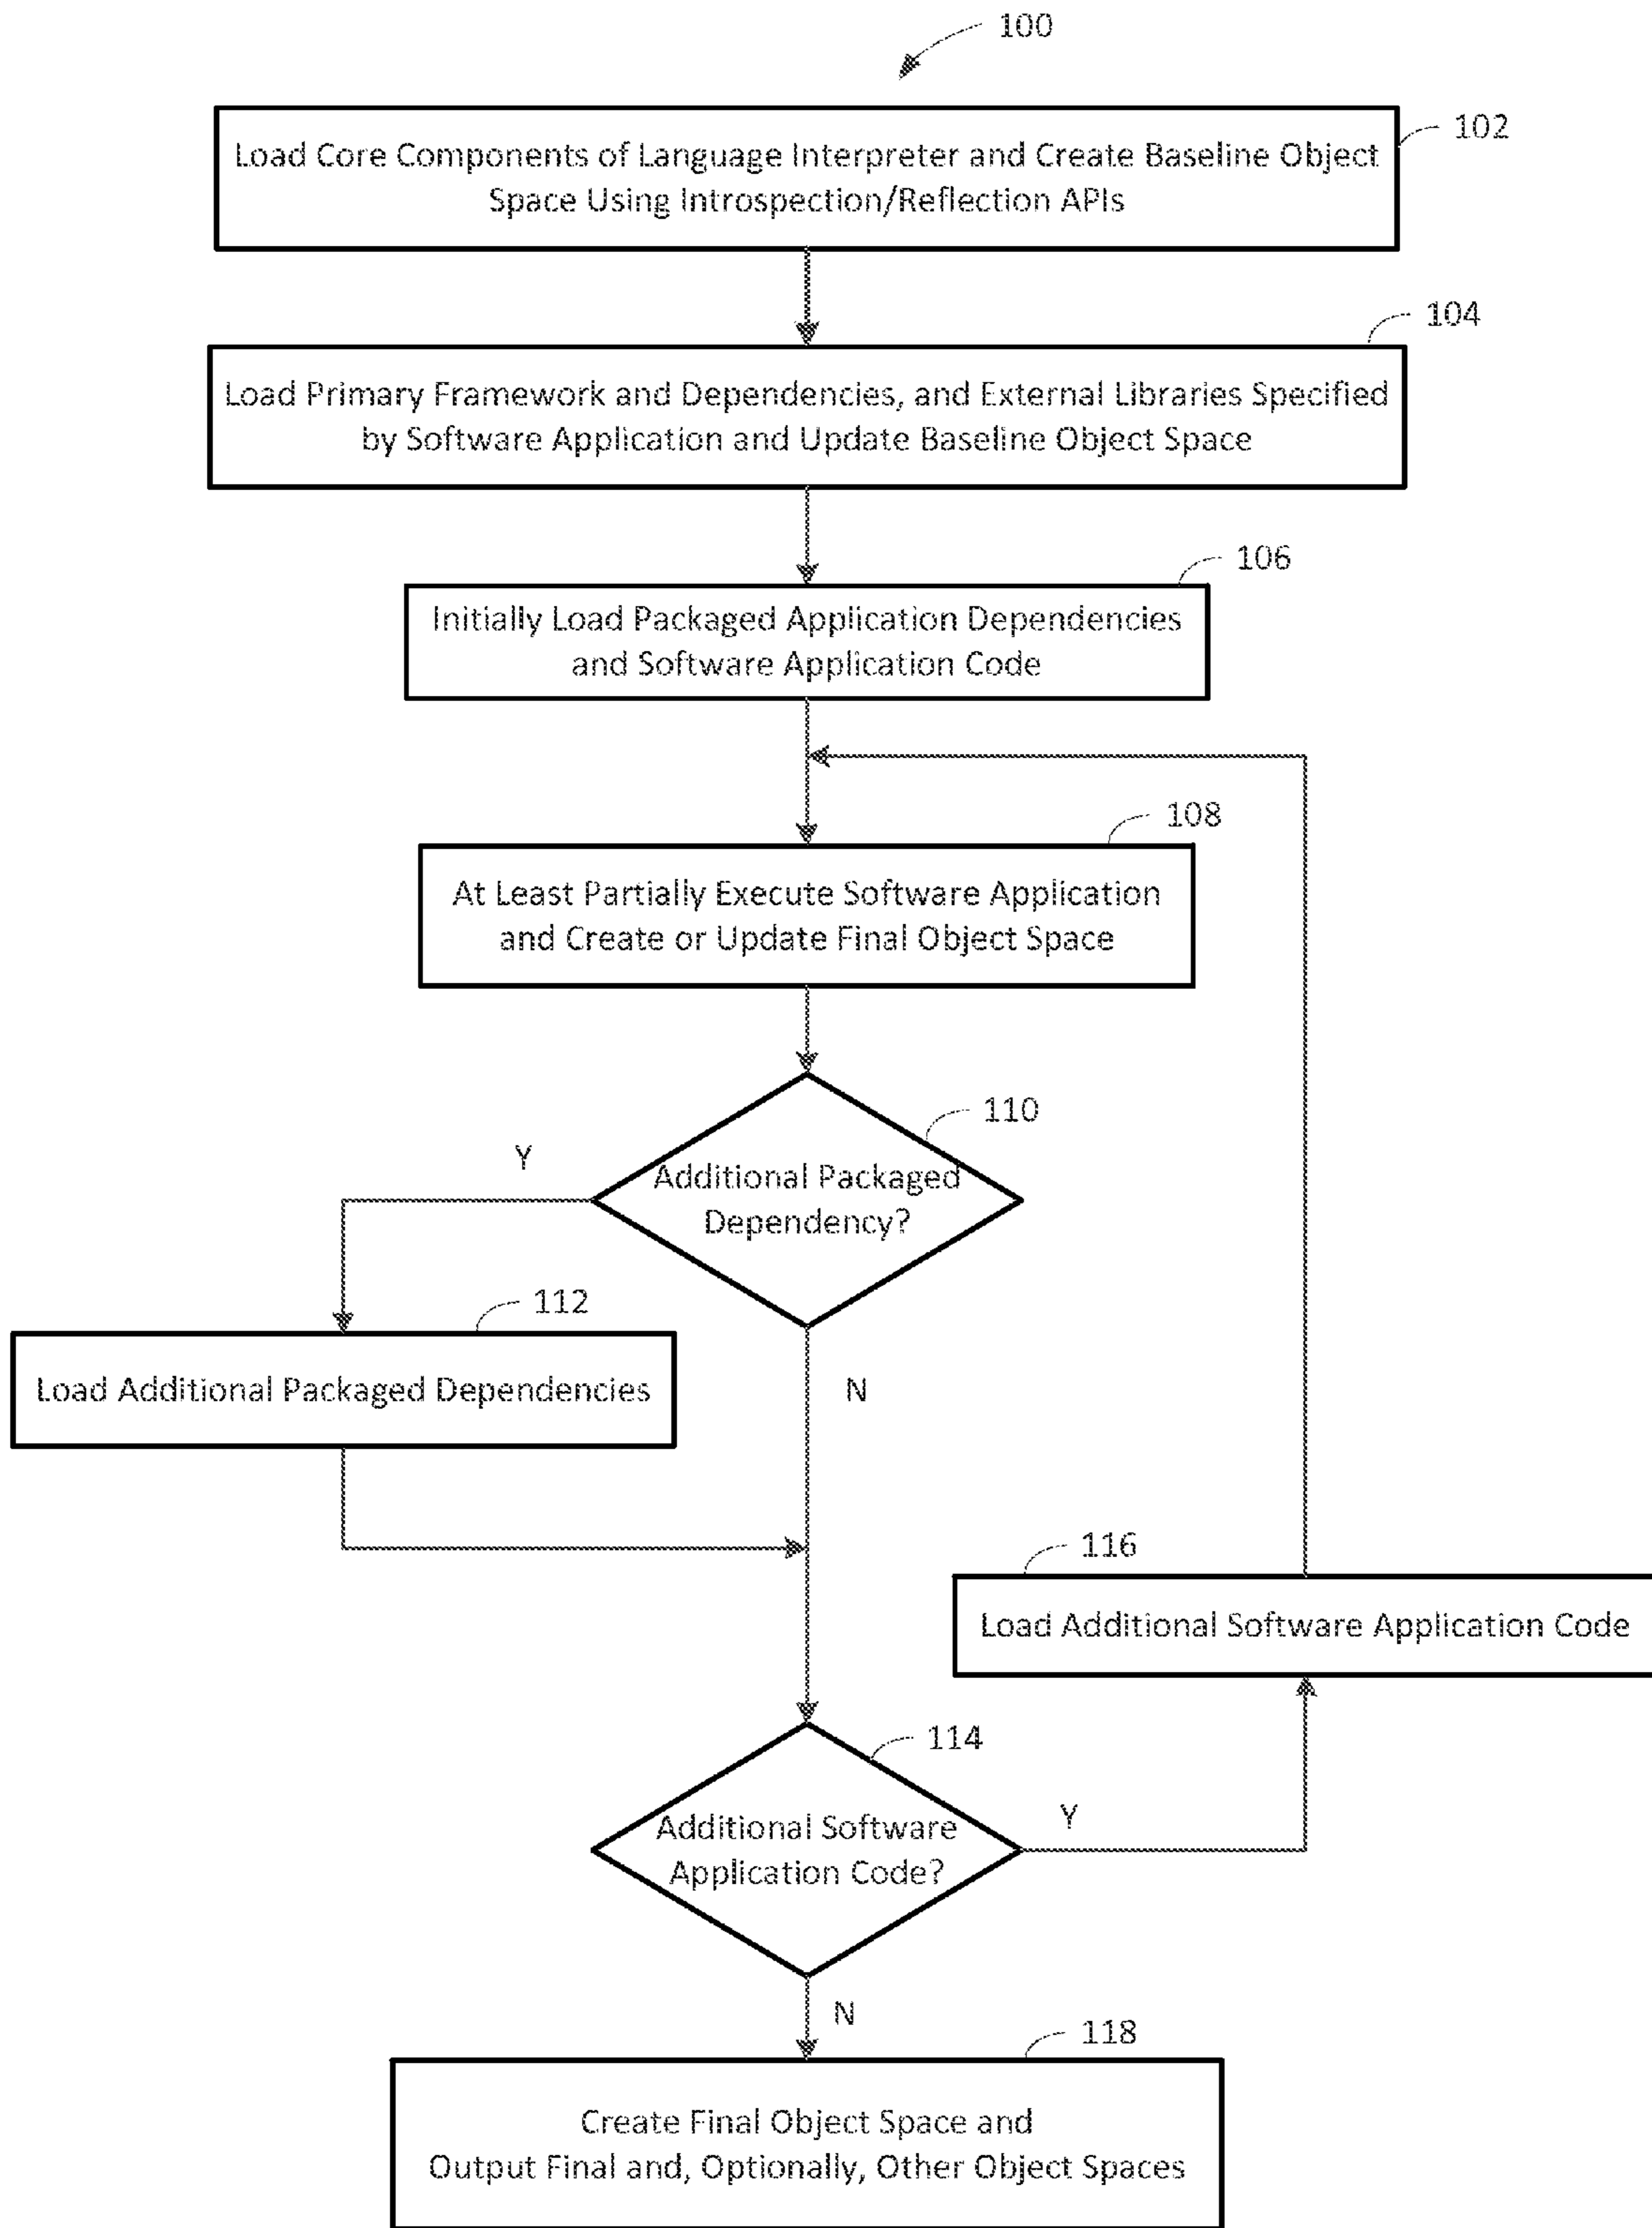 100
102
Load Core Components of Language Interpreter and Create Baseline Object
Space Using Introspection/Reflection APIs
104
Load Primary Framework and Dependencies, and External Libraries Specified
by Software Application and Update Baseline Object Space
106
Initially Load Packaged Application Dependencies
and Software Application Code
108
At Least Partially Execute Software Application
and Create or Update Final Object Space
110
Y
Additional Packaged
Dependency?
112
Load Additional Packaged Dependencies
N
116
Load Additional Software Application Code
114
Additional Software
Application Code?
Y
N
118
Create Final Object Space and
Output Final and, Optionally, Other Object Spaces